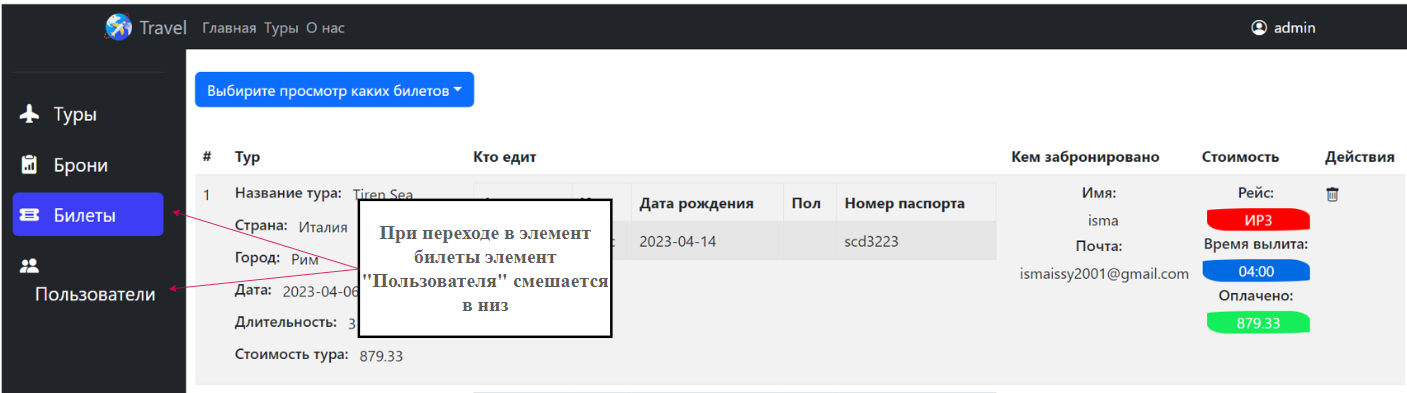 Travel Главная Туры О нас admin
Выбирите просмотр каких билетов
Туры
Брони
Билеты
Пользователи
# Тур Кто едит Кем забронировано Стоимость Действия
1 Название тура: Tiren Sea
Страна: Италия
Город: Рим
Дата: 2023-04-06
Длительность: 3
Стоимость тура: 879.33
Дата рождения Пол Номер паспорта
2023-04-14 scd3223
При переходе в элемент
билеты элемент
"Пользователя" смешается
в низ
Имя:
isma
Почта:
ismaissy2001@gmail.com
Рейс:
ИР3
Время вылита:
04:00
Оплачено:
879.33